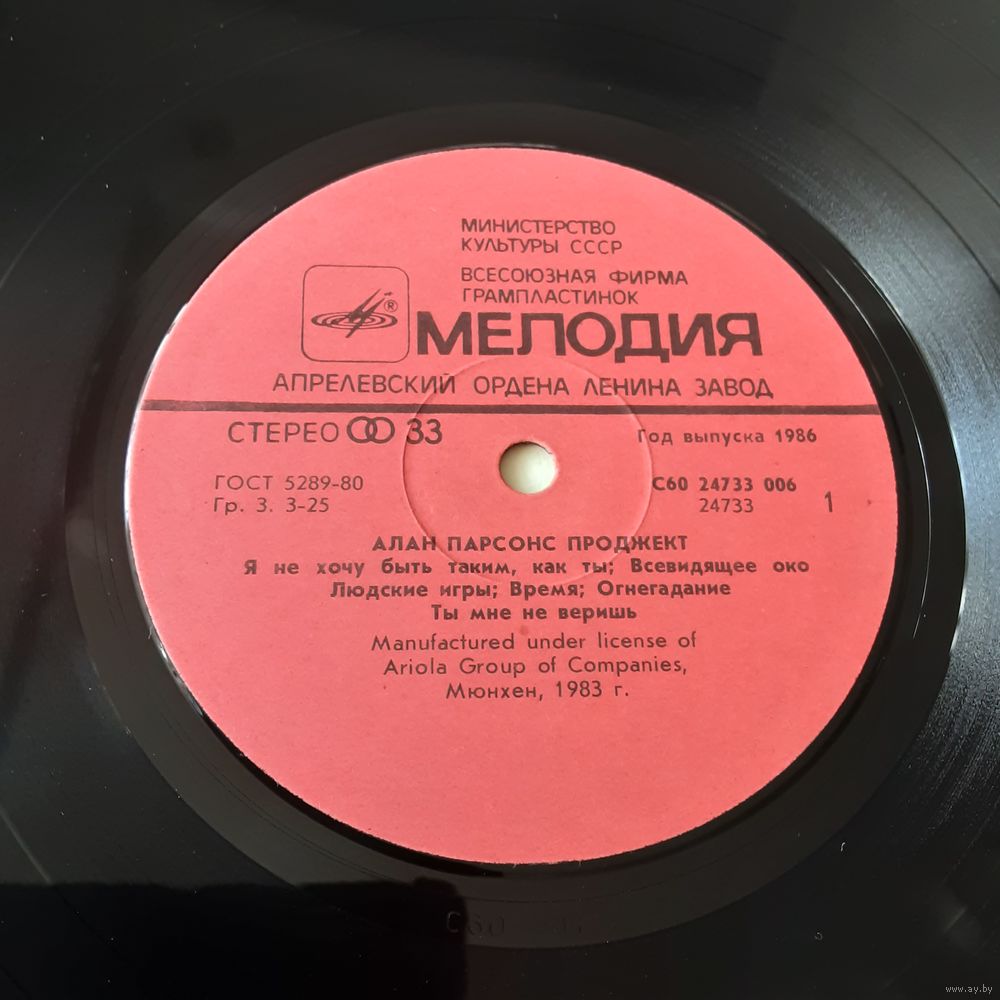 МИНИСТЕРСТВО
КУЛЬТУРЫ СССР
ВСЕСОЮЗНАЯ ФИРМА
ГРАМПЛАСТИНОК
®
МЕЛОДИЯ
АПРЕЛЕВСКИЙ ОРДЕНА ЛЕНИНА ЗАВОД
СТЕРЕО 33
Год выпуска 1986
ГОСТ 5289-80
Гр. 3. 3-25
С60 24733 006
24733
1
АЛАН ПАРСОНС ПРОДЖЕКТ
Я не хочу быть таким, как ты; Всевидящее око
Людские игры; Время; Огнегадание
Ты мне не веришь
Manufactured under license of
Ariola Group of Companies,
Мюнхен, 1983 г.
www.ay.by